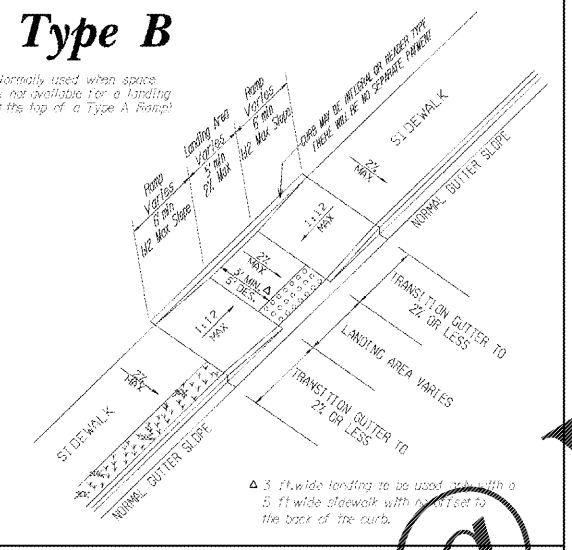 Type B
Normally used when space
not available for a landing
the top of a Type A Ramp)
Ramp
Varies
6' min
1:12 Max Slope
Landing Area
Varies
5' min
2% Max
Ramp
Varies
6' min
1:12 Max Slope
CURB MAY BE INTEGRAL OR HEADER TYPE
THERE WILL BE NO SEPARATE PAYMENT
SIDEWALK
2%
MAX
NORMAL GUTTER SLOPE
1:12
MAX
2%
MAX
3' MIN. Δ
5' DES.
1:12
MAX
TRANSITION GUTTER TO
2% OR LESS
LANDING AREA VARIES
TRANSITION GUTTER TO
2% OR LESS
2%
MAX
SIDEWALK
NORMAL GUTTER SLOPE
Δ 3 ft.wide landing to be used only with a
5 ft wide sidewalk with no offset to
the back of the curb.